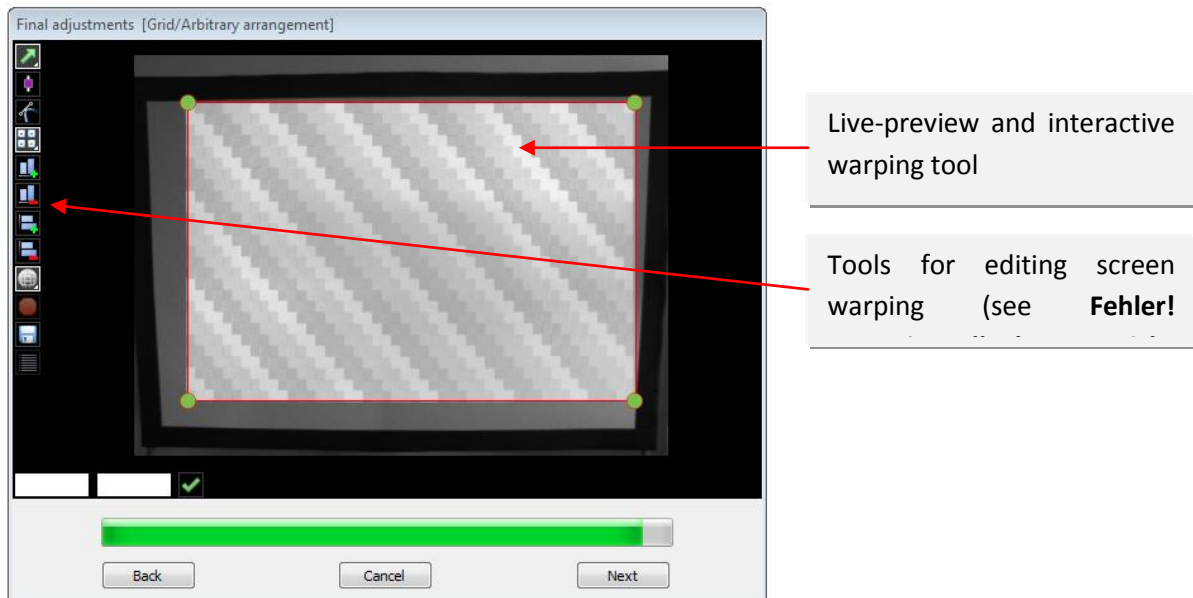 Final adjustments [Grid/Arbitrary arrangement]
Live-preview and interactive
warping tool
Tools for editing screen
warping (see Fehler!
Back
Cancel
Next